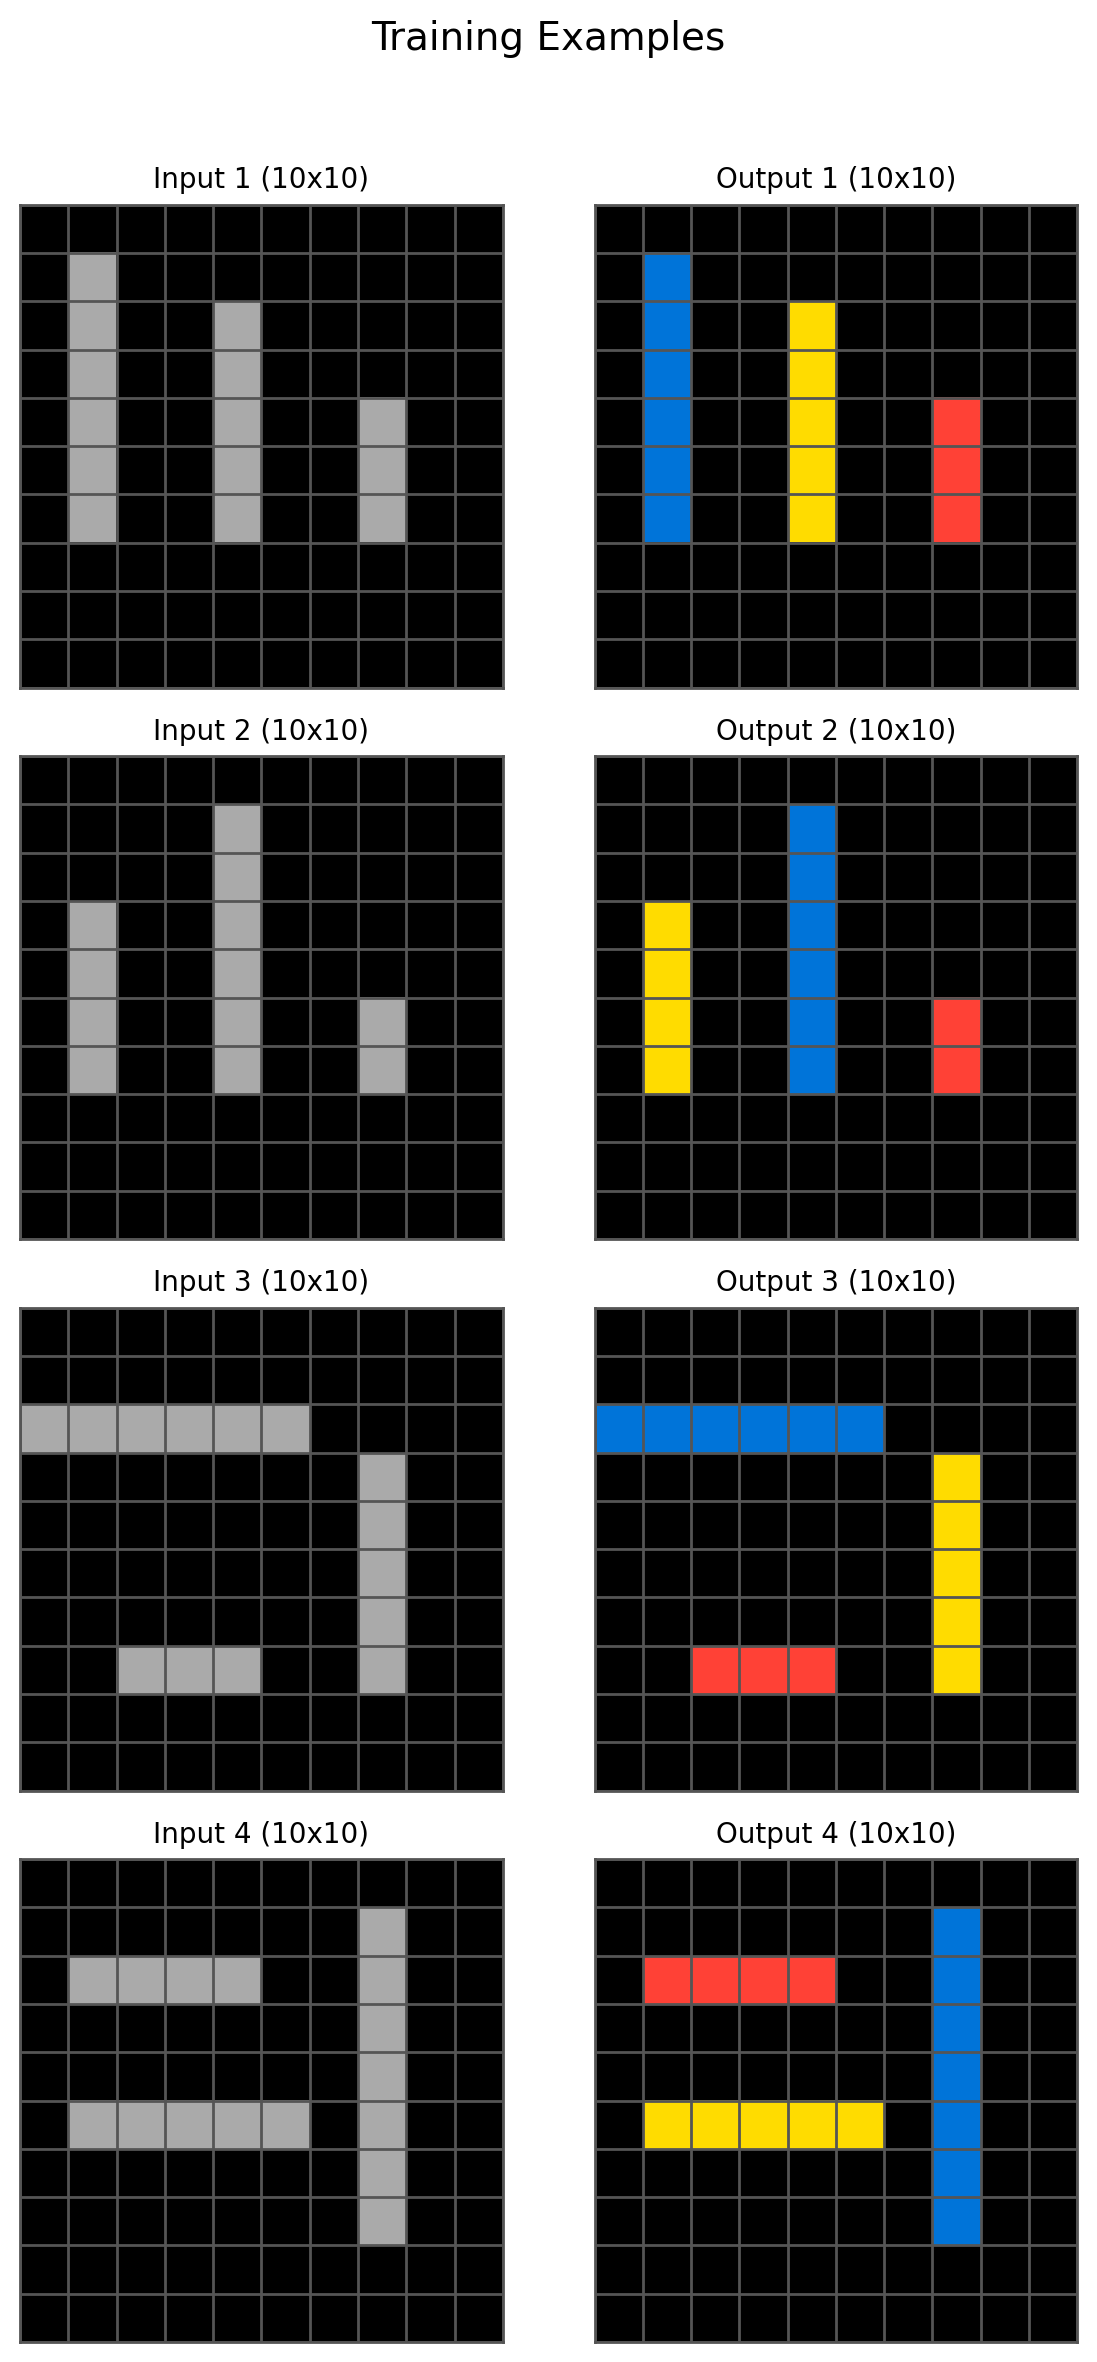 Training Examples
Input 1 (10x10)
Output 1 (10x10)
Input 2 (10x10)
Output 2 (10x10)
Input 3 (10x10)
Output 3 (10x10)
Input 4 (10x10)
Output 4 (10x10)